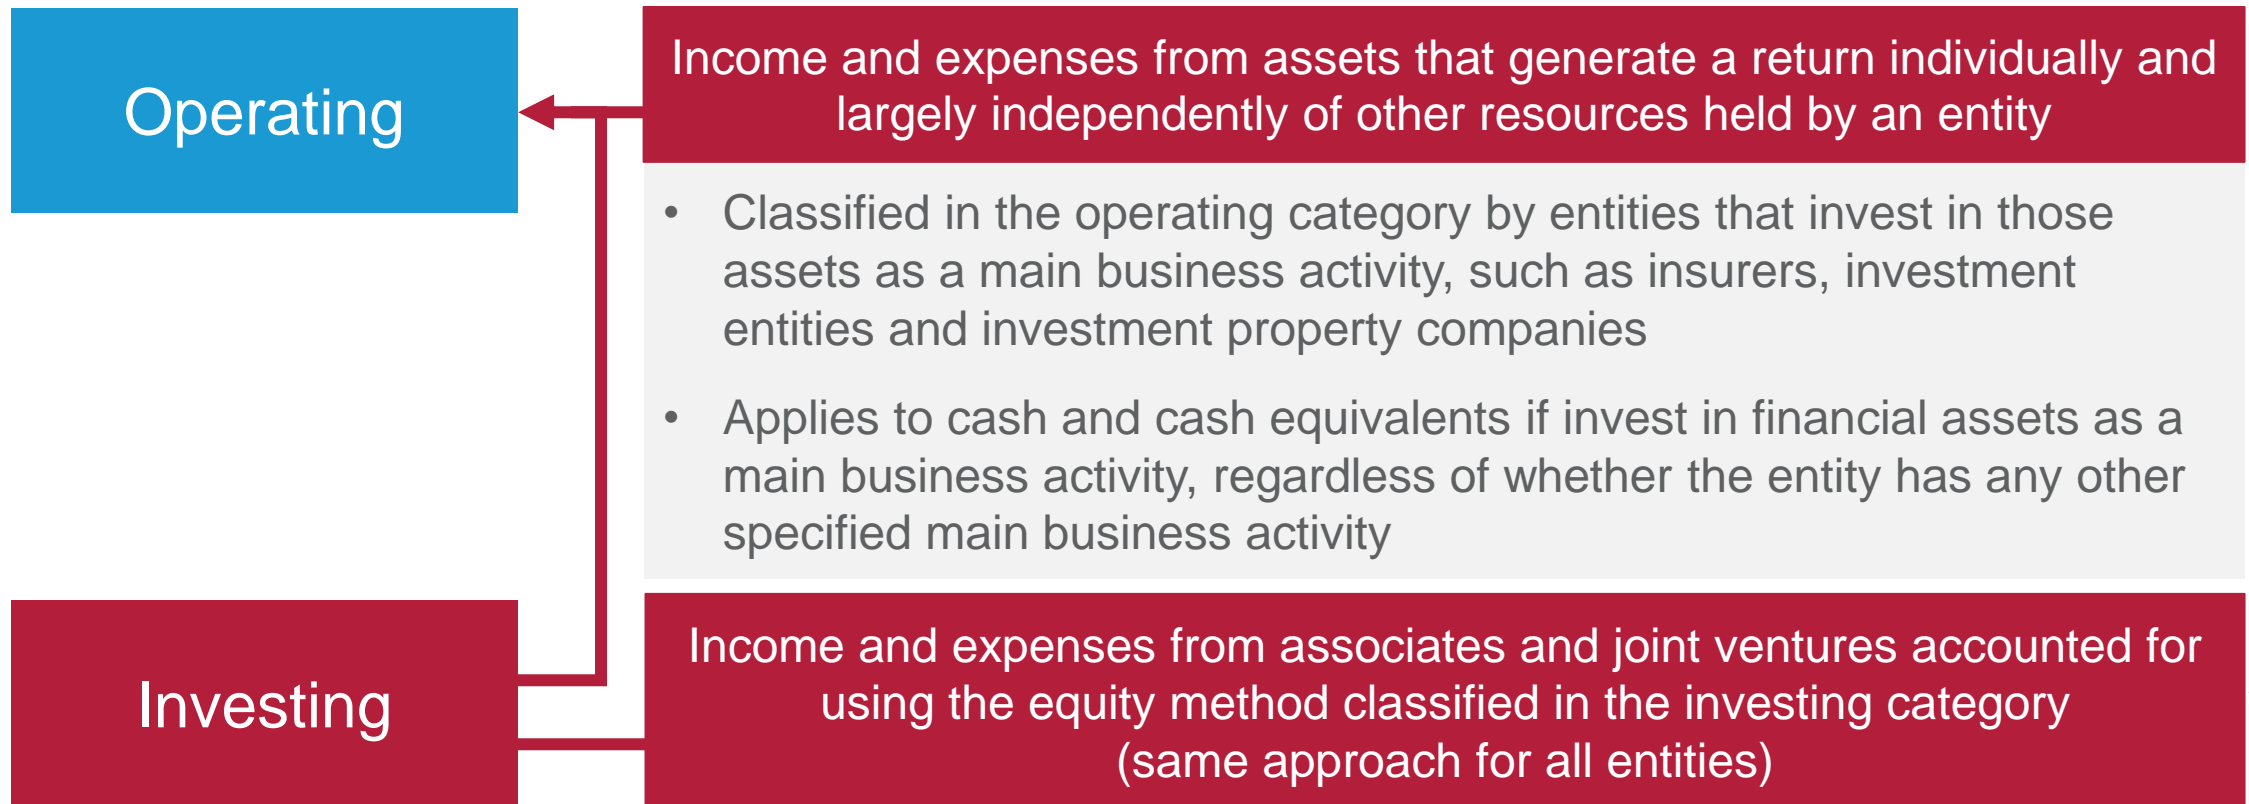 Operating
Income and expenses from assets that generate a return individually and
largely independently of other resources held by an entity
• Classified in the operating category by entities that invest in those
assets as a main business activity, such as insurers, investment
entities and investment property companies
• Applies to cash and cash equivalents if invest in financial assets as a
main business activity, regardless of whether the entity has any other
specified main business activity
Investing
Income and expenses from associates and joint ventures accounted for
using the equity method classified in the investing category
(same approach for all entities)